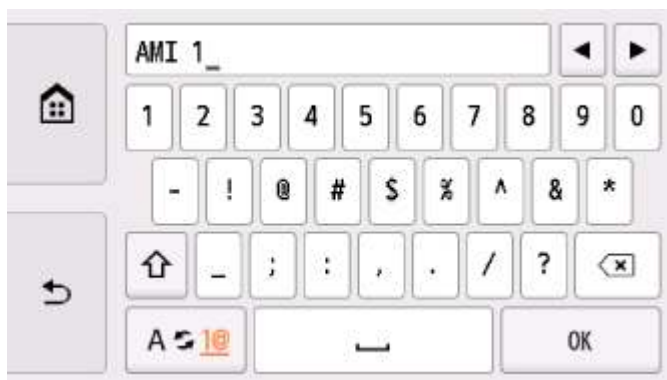 AMI 1_
1 2 3 4 5 6 7 8 9 0
- ! @ # $ % ^ & *
_ ; : , . / ?
A 1@ OK